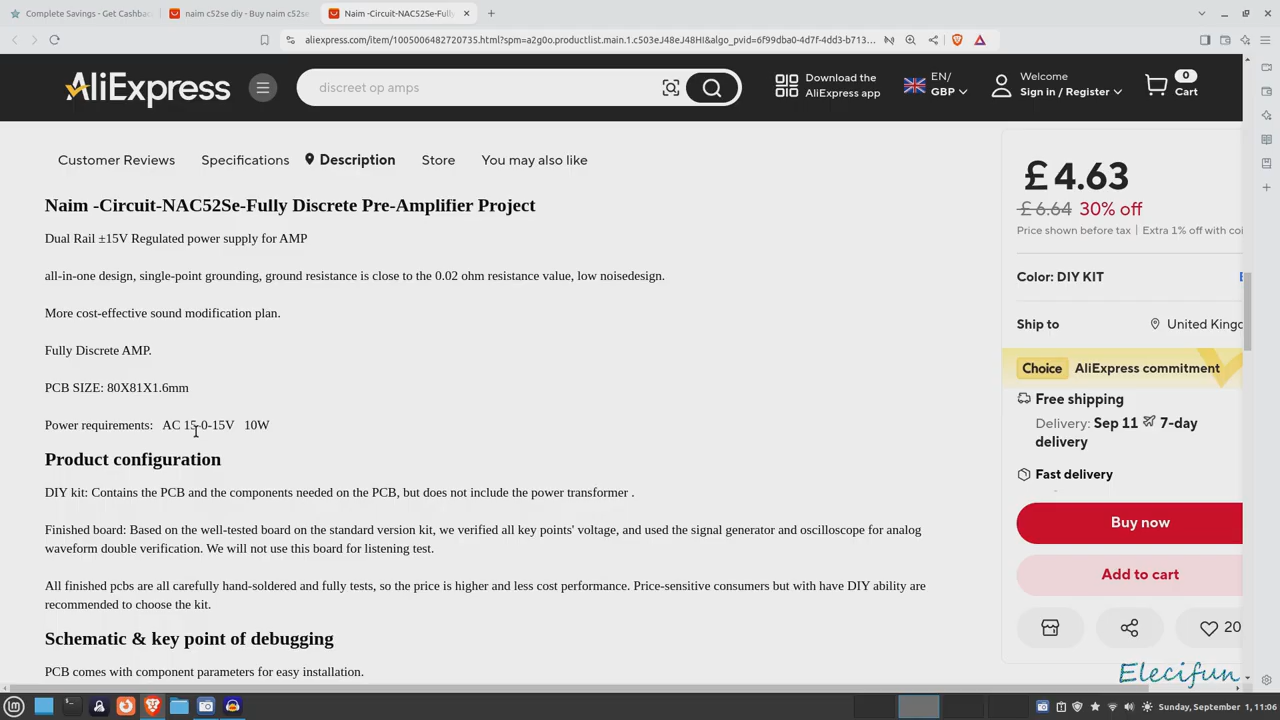 Complete Savings - Get Cashba
naim c52se diy - Buy naim c52se
Naim -Circuit-NAC52Se-Fully
aliexpress.com/item/1005006482720735.html?spm=a2g0o.productlist.main.1.c503eJ48eJ48HI&algo_pvid=6f99dba0-4d7f-4dd3-b713...
AliExpress
discreet op amps
Download the
AliExpress app
EN/
GBP
Welcome
Sign in / Register
0
Cart
Customer Reviews
Specifications
Description
Store
You may also like
Naim -Circuit-NAC52Se-Fully Discrete Pre-Amplifier Project
Dual Rail ±15V Regulated power supply for AMP
all-in-one design, single-point grounding, ground resistance is close to the 0.02 ohm resistance value, low noisedesign.
More cost-effective sound modification plan.
Fully Discrete AMP.
PCB SIZE: 80X81X1.6mm
Power requirements: AC 15-0-15V 10W
Product configuration
DIY kit: Contains the PCB and the components needed on the PCB, but does not include the power transformer .
Finished board: Based on the well-tested board on the standard version kit, we verified all key points' voltage, and used the signal generator and oscilloscope for analog
waveform double verification. We will not use this board for listening test.
All finished pcbs are all carefully hand-soldered and fully tests, so the price is higher and less cost performance. Price-sensitive consumers but with have DIY ability are
recommended to choose the kit.
Schematic & key point of debugging
PCB comes with component parameters for easy installation.
£4.63
£6.64 30% off
Price shown before tax | Extra 1% off with coi
Color: DIY KIT
Ship to
United Kingd
Choice AliExpress commitment
Free shipping
Delivery: Sep 11 7-day
delivery
Fast delivery
Buy now
Add to cart
20
Elecifun
Sunday, September 1, 11:06